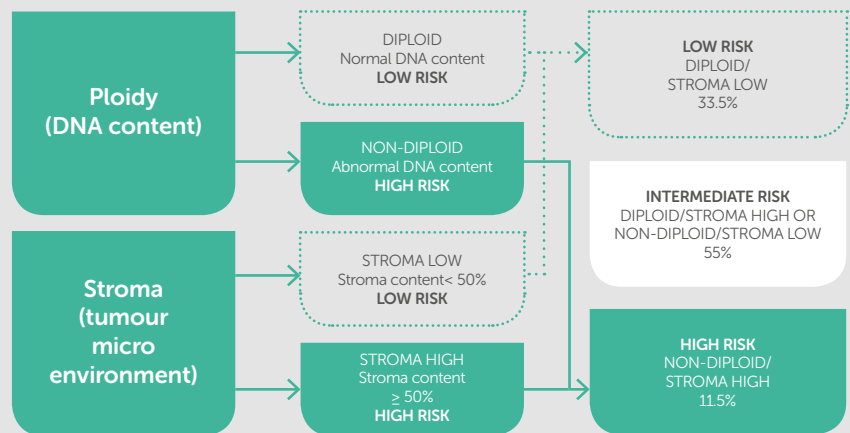 Ploidy
(DNA content)
DIPLOID
Normal DNA content
LOW RISK
NON-DIPLOID
Abnormal DNA content
HIGH RISK
Stroma
(tumour
micro
environment)
STROMA LOW
Stroma content< 50%
LOW RISK
STROMA HIGH
Stroma content
≥ 50%
HIGH RISK
LOW RISK
DIPLOID/
STROMA LOW
33.5%
INTERMEDIATE RISK
DIPLOID/STROMA HIGH OR
NON-DIPLOID/STROMA LOW
55%
HIGH RISK
NON-DIPLOID/
STROMA HIGH
11.5%